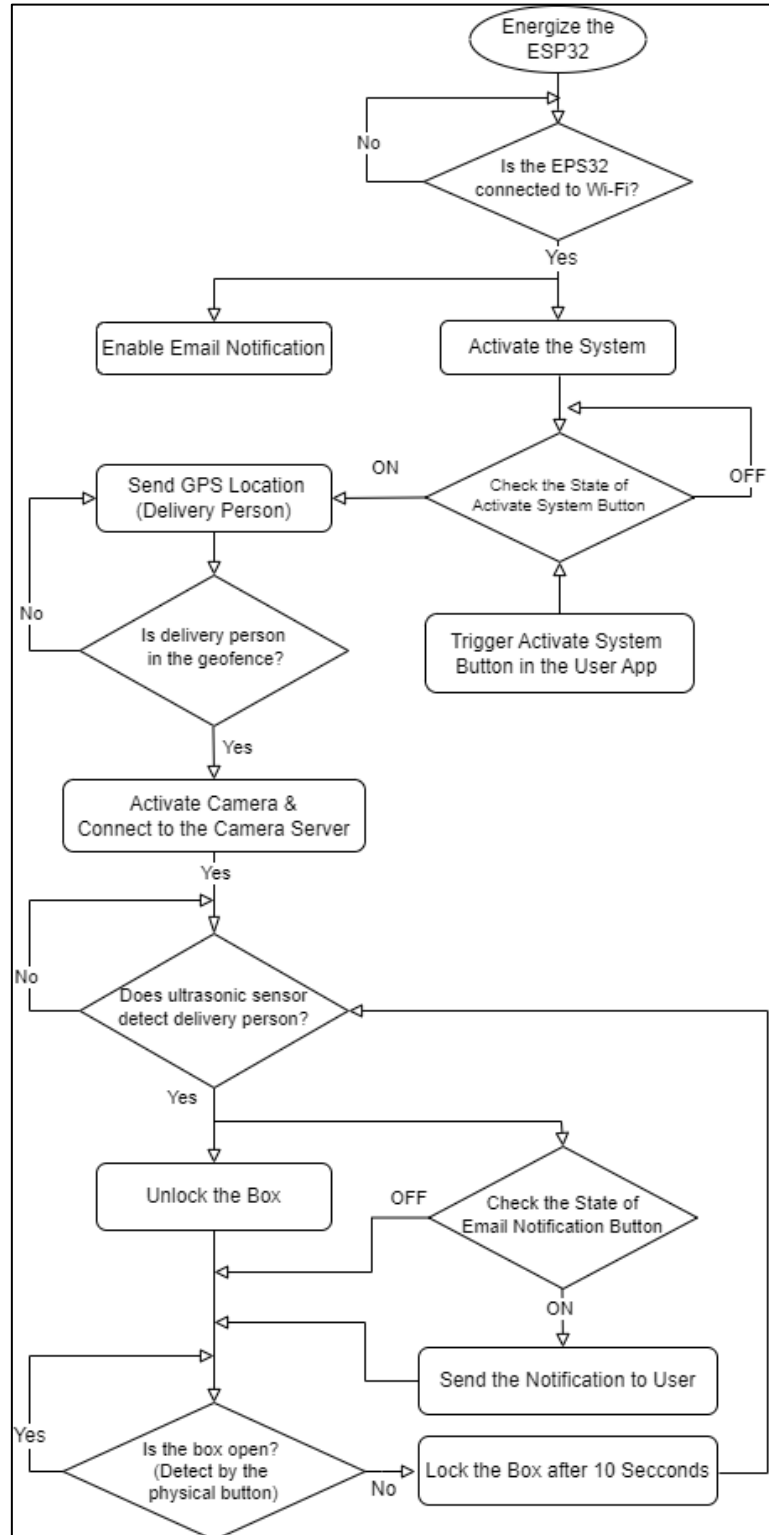 Energize the
ESP32
No
Is the EPS32
connected to Wi-Fi?
Yes
Enable Email Notification
Activate the System
ON
OFF
Send GPS Location
(Delivery Person)
Check the State of
Activate System Button
No
Is delivery person
in the geofence?
Trigger Activate System
Button in the User App
Yes
Activate Camera &
Connect to the Camera Server
Yes
No
Does ultrasonic sensor
detect delivery person?
Yes
Unlock the Box
OFF
Check the State of
Email Notification Button
ON
Send the Notification to User
Yes
Is the box open?
(Detect by the
physical button)
No
Lock the Box after 10 Secconds